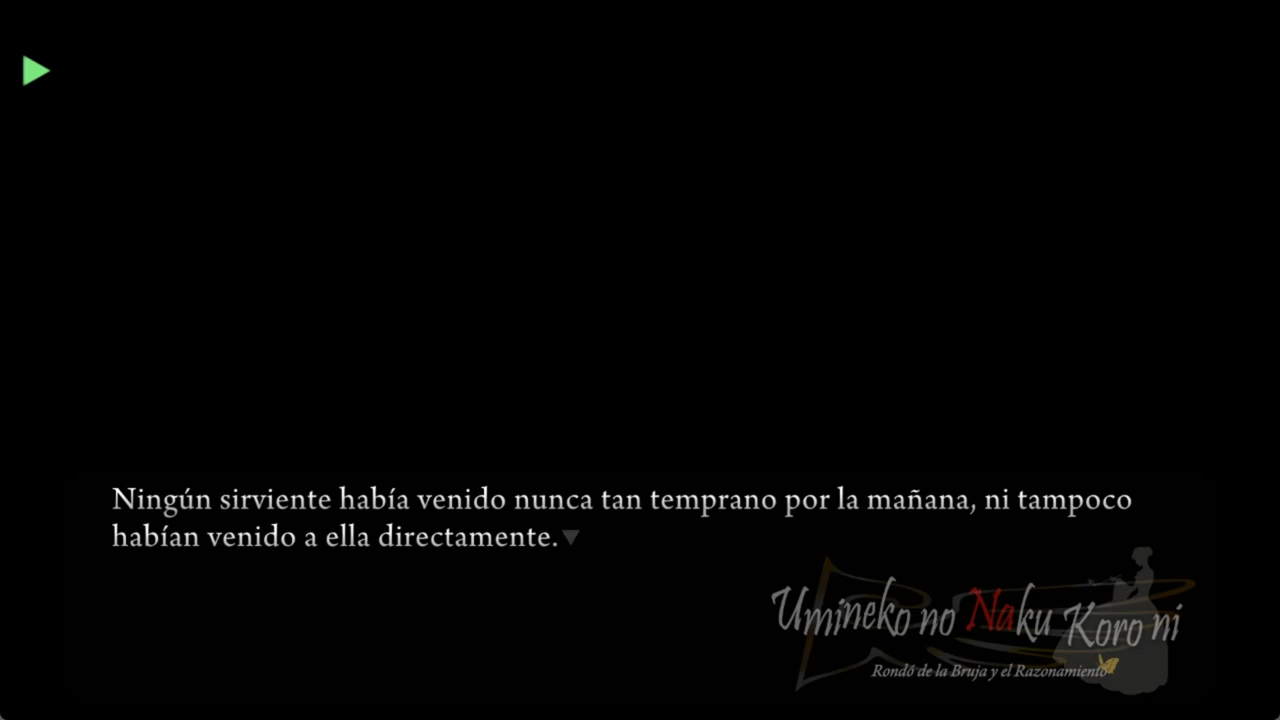 Ningún sirviente había venido nunca tan temprano por la mañana, ni tampoco
habían venido a ella directamente.
Umineko no Naku Koro ni
Rondó de la Bruja y el Razonamiento